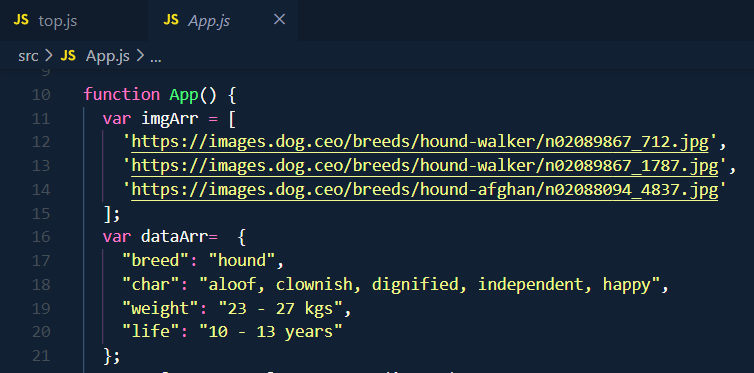 JS top.js JS App.js ×
src > JS App.js > ...
9
10 function App() {
11 var imgArr = [
12 'https://images.dog.ceo/breeds/hound-walker/n02089867_712.jpg',
13 'https://images.dog.ceo/breeds/hound-walker/n02089867_1787.jpg',
14 'https://images.dog.ceo/breeds/hound-afghan/n02088094_4837.jpg'
15 ];
16 var dataArr=  {
17 "breed": "hound",
18 "char": "aloof, clownish, dignified, independent, happy",
19 "weight": "23 - 27 kgs",
20 "life": "10 - 13 years"
21 };